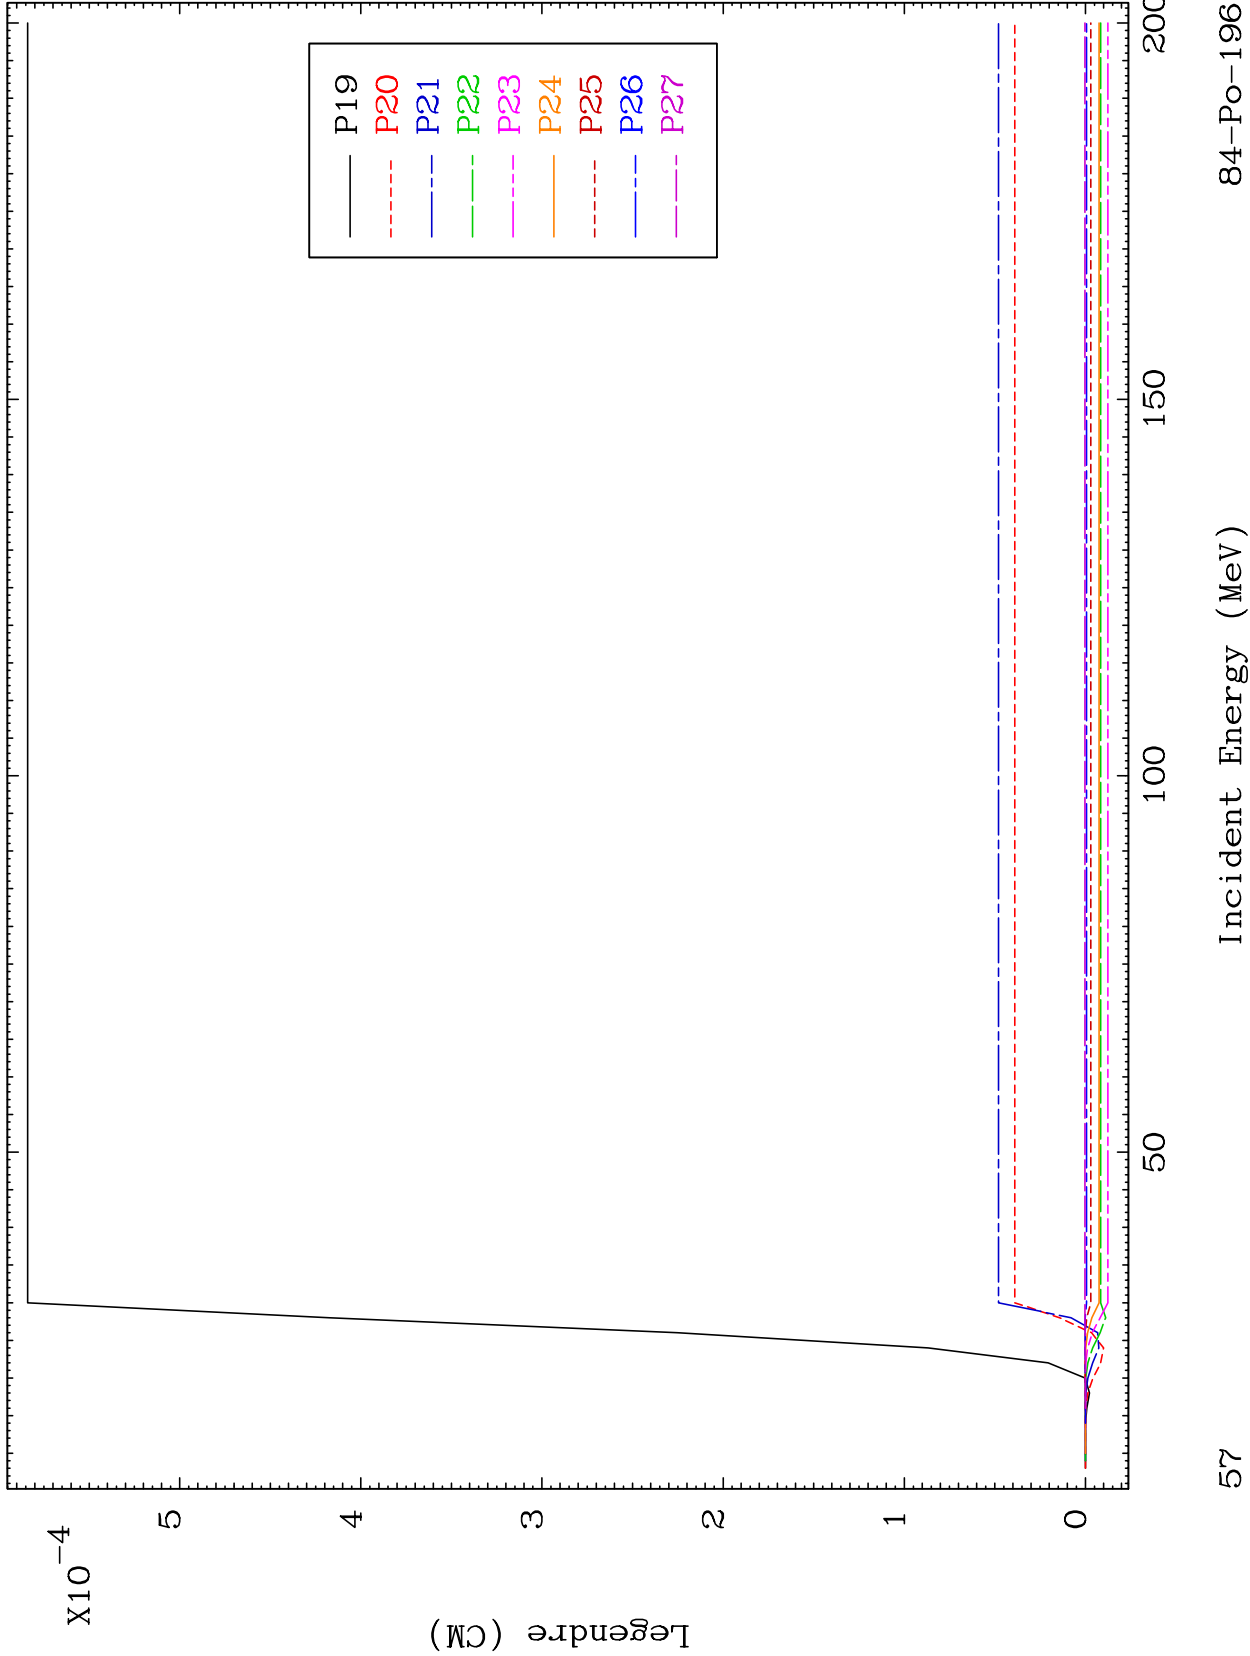 X10-4
5
4
3
2
1
0
Legendre (CM)
P19
P20
P21
P22
P23
P24
P25
P26
P27
50
100
150
200
Incident Energy (MeV)
57
84-Po-196